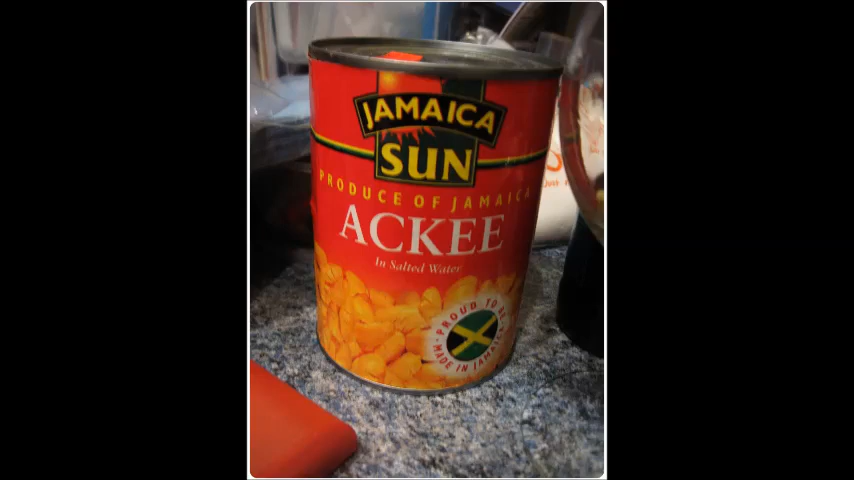 JAMAICA
SUN
PRODUCE OF JAMAICA
ACKEE
In Salted Water
PROUD TO BE
MADE IN JAMAICA